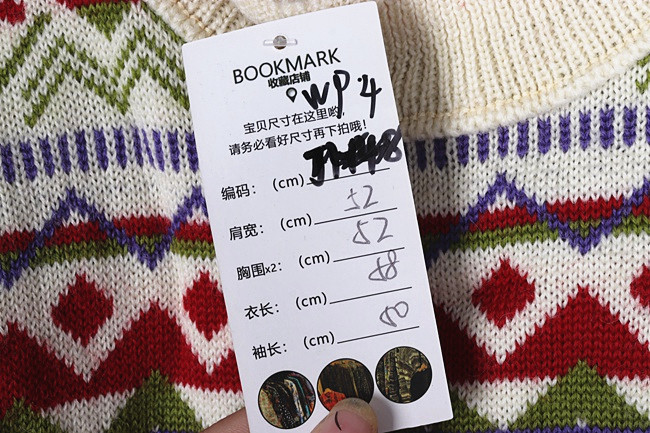 BOOKMARK
收藏店铺
WP.4
宝贝尺寸在这里哟,
请务必看好尺寸再下拍哦!
编码: (cm)
肩宽: (cm) 52
胸围x2: (cm) 52
衣长: (cm) 58
袖长: (cm) 50